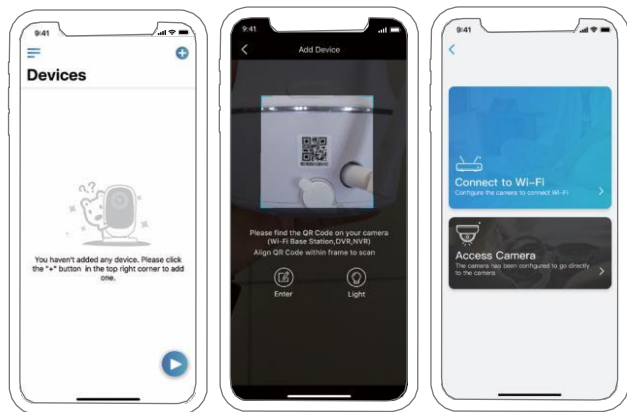 9:41
Devices
??
You haven't added any device. Please click
the "+" button in the top right corner to add
one.
9:41
Add Device
Please find the QR Code on your camera
(Wi-Fi Base Station,DVR,NVR)
Align QR Code within frame to scan
Enter
Light
9:41
Connect to Wi-Fi
Configure the camera to connect Wi-Fi
Access Camera
The camera has been configured to go directly
to the camera